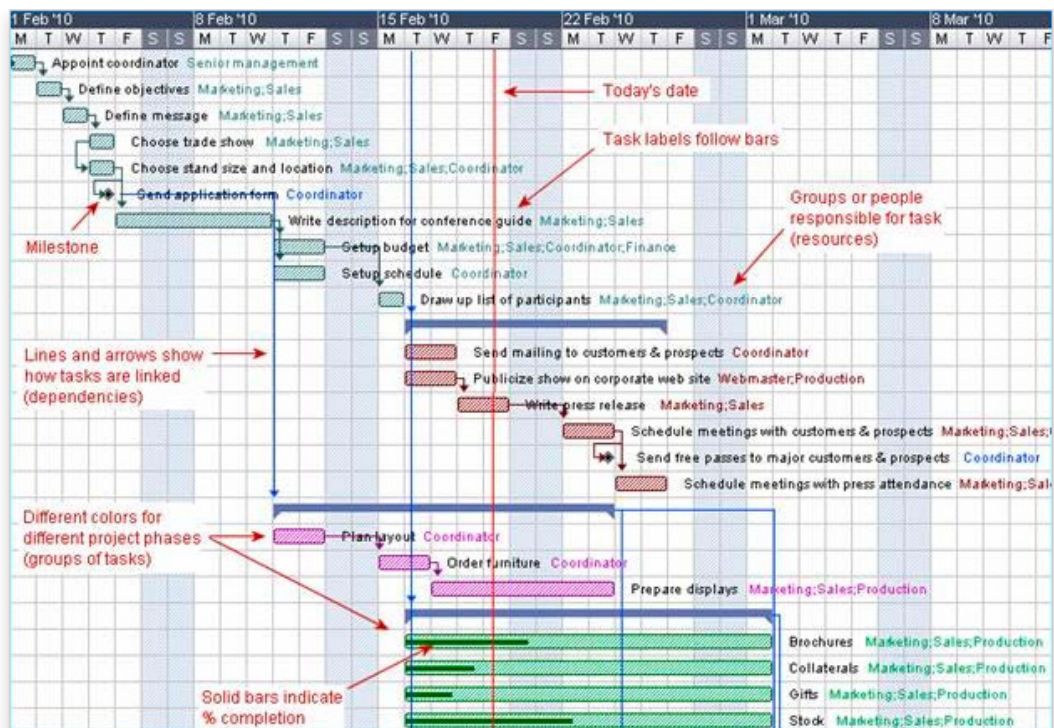 1 Feb '10 8 Feb '10 15 Feb '10 22 Feb '10 1 Mar '10 8 Mar '10
M T W T F S S M T W T F S S M T W T F S S M T W T F S S M T W T F S S M T W T F
Appoint coordinator Senior management
Define objectives Marketing;Sales
Today's date
Define message Marketing;Sales
Choose trade show Marketing;Sales
Task labels follow bars
Choose stand size and location Marketing;Sales;Coordinator
Send application form Coordinator
Groups or people
responsible for task
(resources)
Write description for conference guide Marketing;Sales
Milestone
Setup budget Marketing;Sales;Coordinator;Finance
Setup schedule Coordinator
Draw up list of participants Marketing;Sales;Coordinator
Lines and arrows show
how tasks are linked
(dependencies)
Send mailing to customers & prospects Coordinator
Publicize show on corporate web site Webmaster;Production
Write press release Marketing;Sales
Schedule meetings with customers & prospects Marketing;Sales;
Send free passes to major customers & prospects Coordinator
Schedule meetings with press attendance Marketing;Sal
Different colors for
different project phases
(groups of tasks)
Plan layout Coordinator
Order furniture Coordinator
Prepare displays Marketing;Sales;Production
Brochures Marketing;Sales;Production
Collaterals Marketing;Sales;Production
Gifts Marketing;Sales;Production
Solid bars indicate
% completion
Stock Marketing;Sales;Production